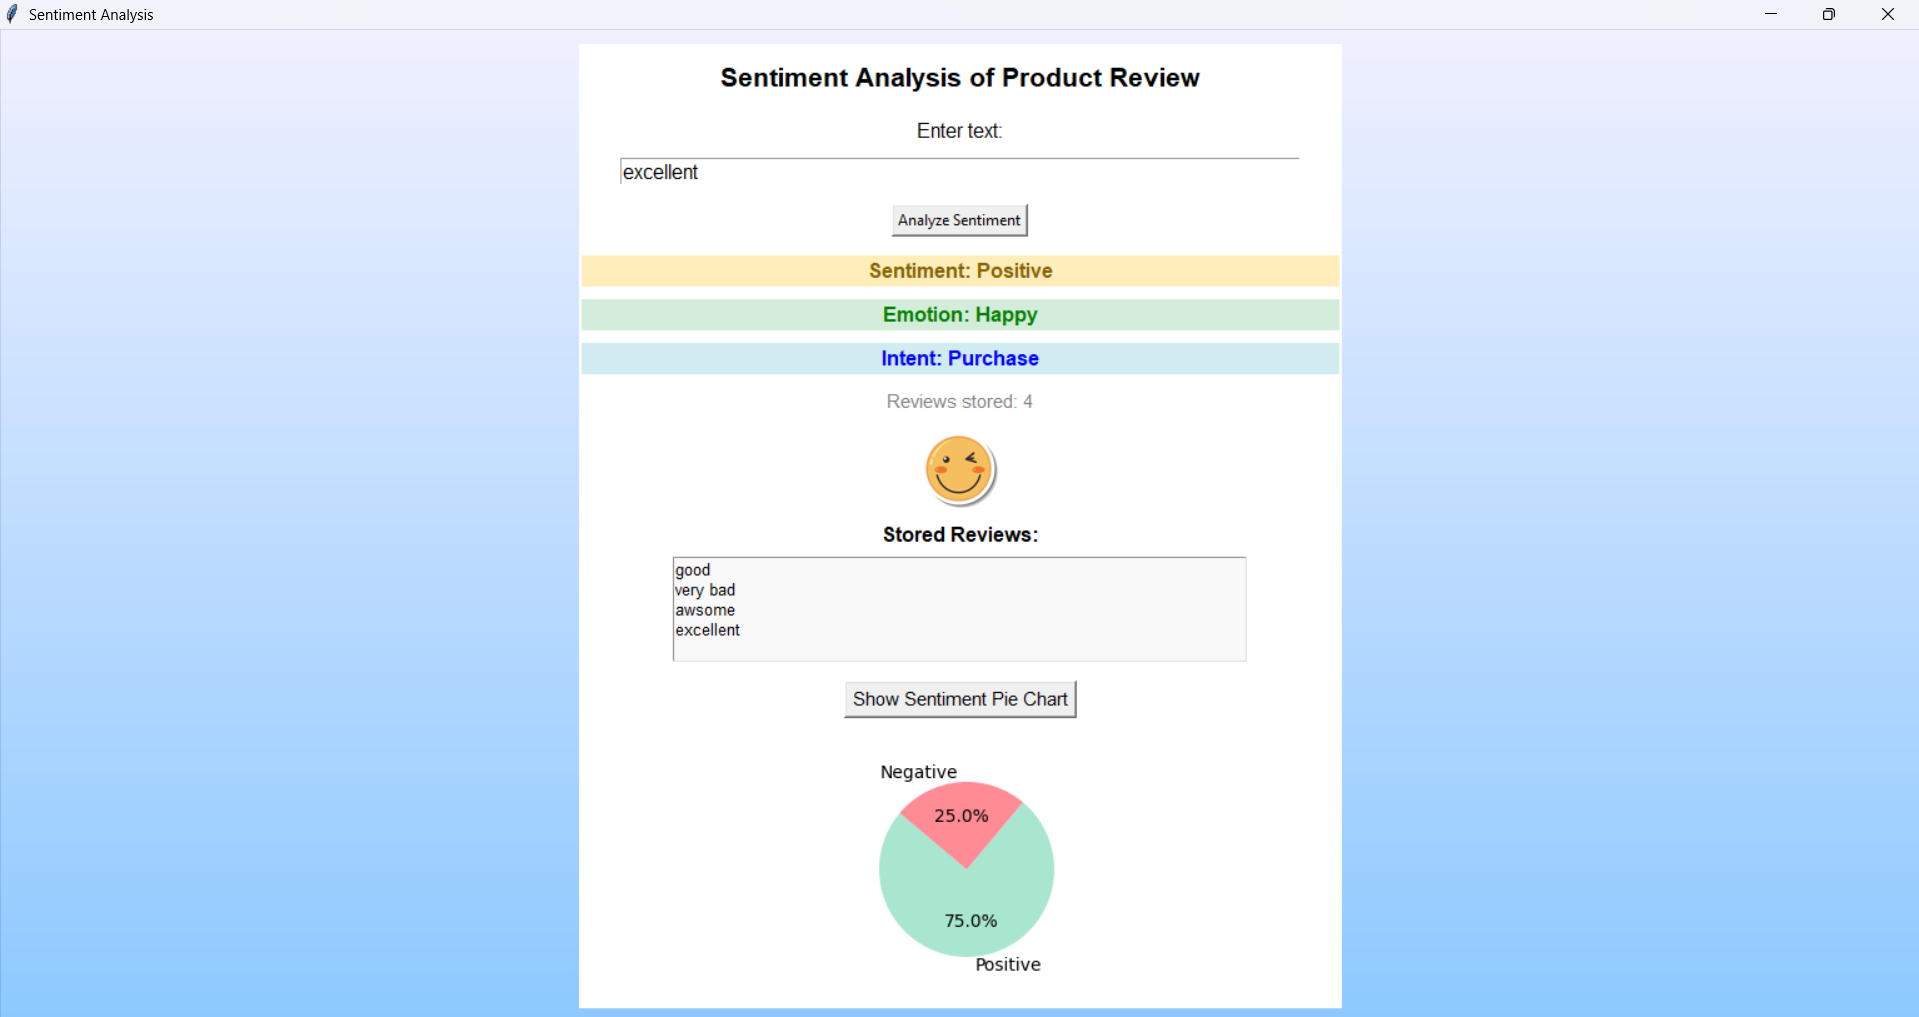 Sentiment Analysis
Sentiment Analysis of Product Review
Enter text:
excellent
Analyze Sentiment
Sentiment: Positive
Emotion: Happy
Intent: Purchase
Reviews stored: 4
Stored Reviews:
good
very bad
awsome
excellent
Show Sentiment Pie Chart
Negative
25.0%
75.0%
Positive